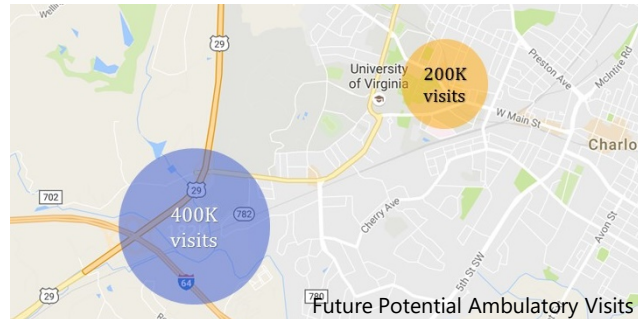 Wellin
29
Preston Ave
McIntire Rd
University
of Virginia
200K
visits
W Main St
Charlo
29
702
400K
visits
782
Cherry Ave
5th St SW
Avon St
64
29
780
Future Potential Ambulatory Visits